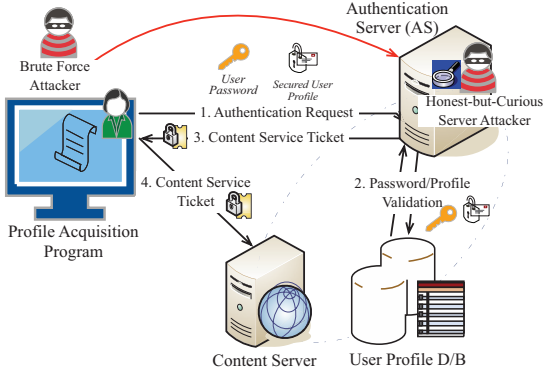 Authentication
Server (AS)
Brute Force
Attacker
User
Password
Secured User
Profile
Honest-but-Curious
Server Attacker
1. Authentication Request
3. Content Service Ticket
4. Content Service
Ticket
2. Password/Profile
Validation
Profile Acquisition
Program
Content Server
User Profile D/B